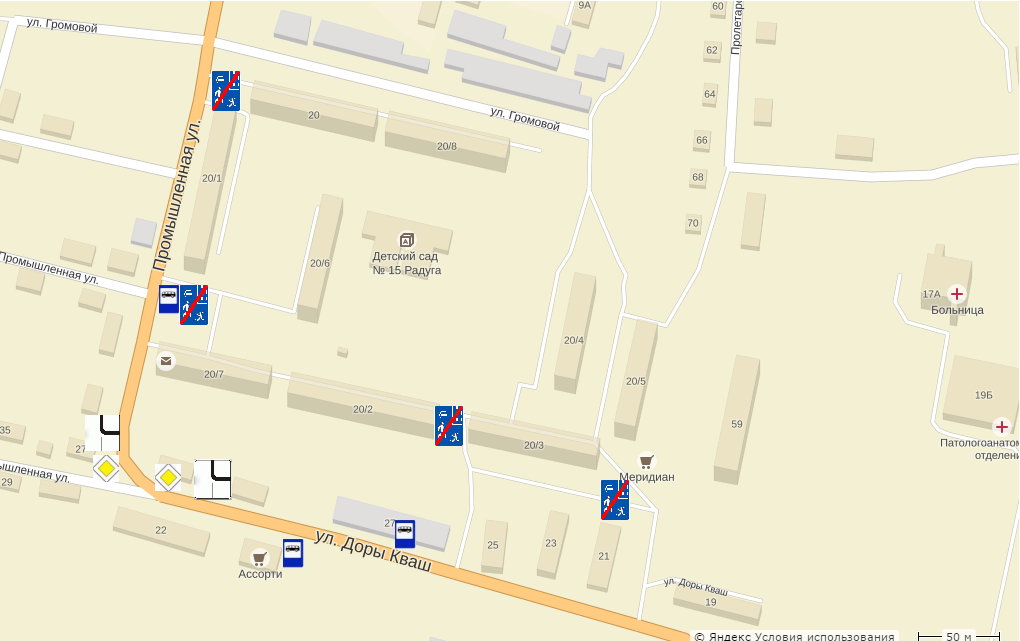 9А
60
ул. Громовой
Пролетарс
62
64
20
ул. Громовой
66
20/8
68
20/1
Промышленная ул.
70
Детский сад
№ 15 Радуга
20/6
Промышленная ул.
17А
Больница
20/4
20/7
20/5
20/2
19Б
59
35
20/3
27
Патологоанатом
отделени
Меридиан
ышленная ул.
29
27
22
ул. Доры Кваш
25
23
21
Ассорти
ул. Доры Кваш
19
© Яндекс Условия использования
50 м